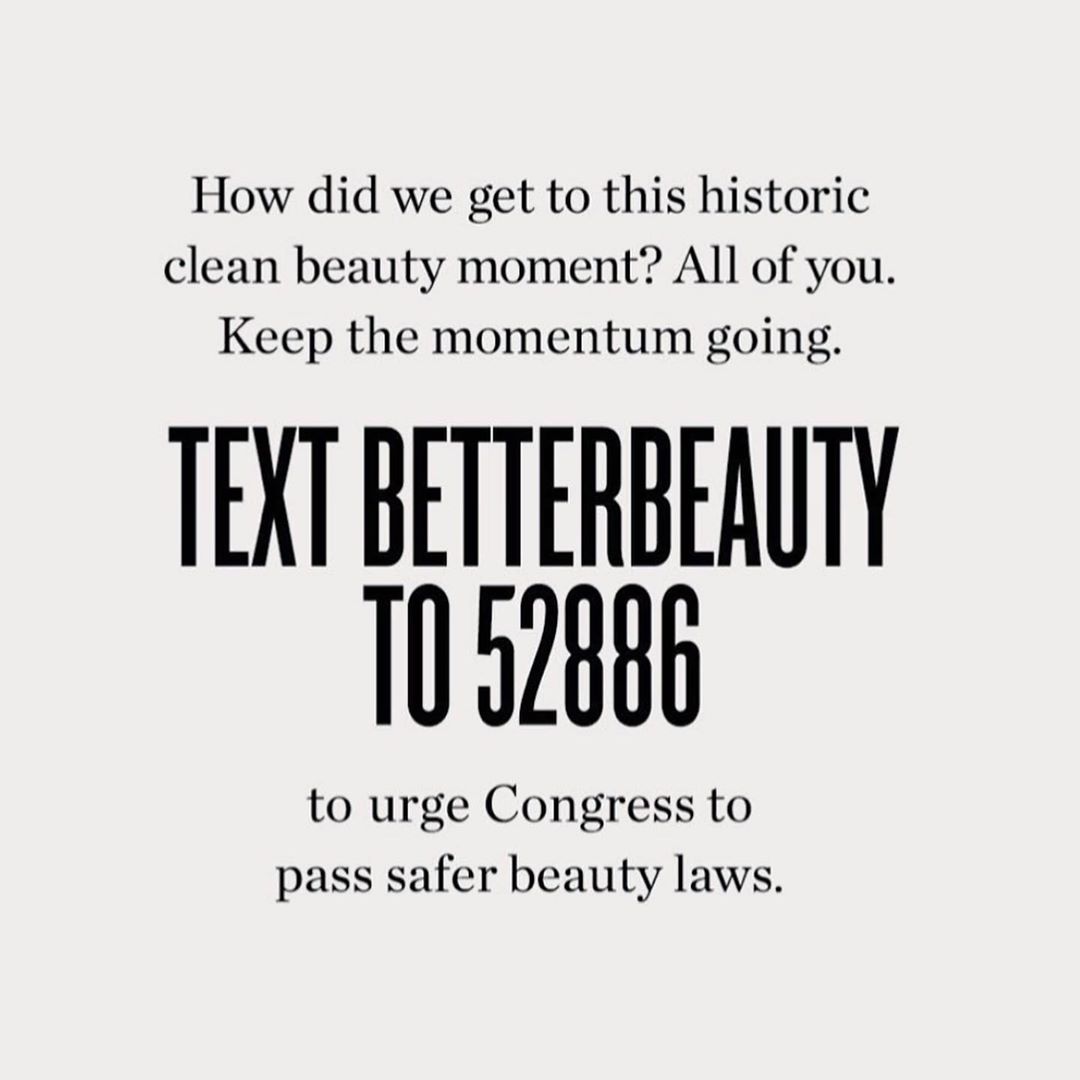 How did we get to this historic
clean beauty moment? All of you.
Keep the momentum going.
TEXT BETTERBEAUTY
TO 52886
to urge Congress to
pass safer beauty laws.